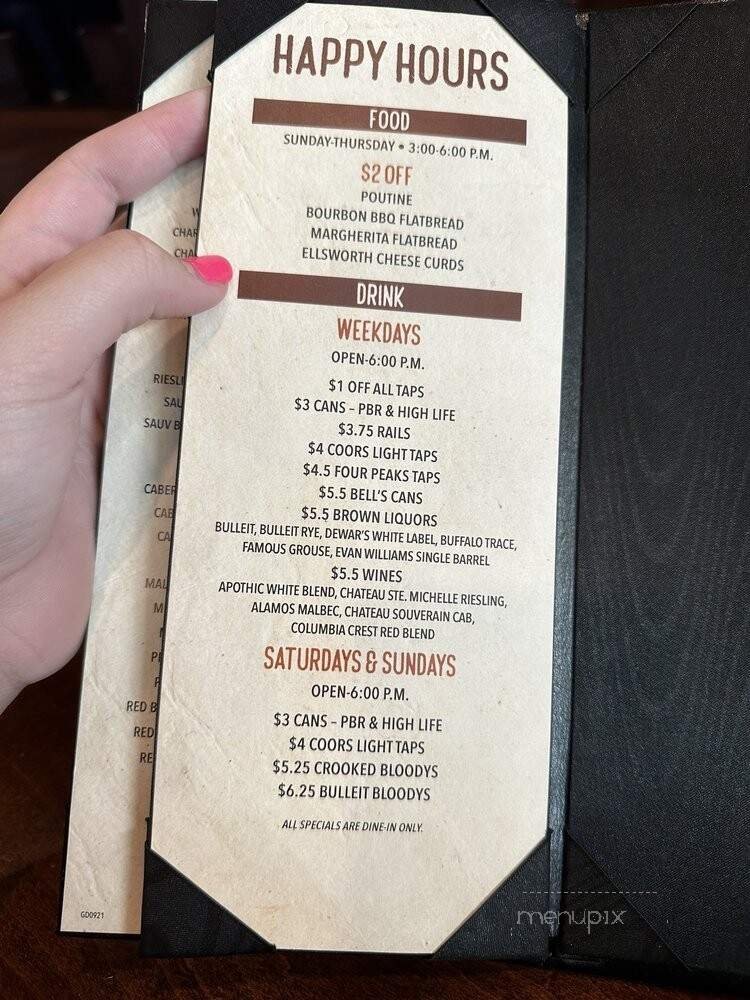 HAPPY HOURS
FOOD
SUNDAY-THURSDAY • 3:00-6:00 P.M.
$2 OFF
POUTINE
BOURBON BBQ FLATBREAD
MARGHERITA FLATBREAD
ELLSWORTH CHEESE CURDS
DRINK
WEEKDAYS
OPEN-6:00 P.M.
$1 OFF ALL TAPS
$3 CANS - PBR & HIGH LIFE
$3.75 RAILS
$4 COORS LIGHT TAPS
$4.5 FOUR PEAKS TAPS
$5.5 BELL'S CANS
$5.5 BROWN LIQUORS
BULLEIT, BULLEIT RYE, DEWAR'S WHITE LABEL, BUFFALO TRACE,
FAMOUS GROUSE, EVAN WILLIAMS SINGLE BARREL
$5.5 WINES
APOTHIC WHITE BLEND, CHATEAU STE. MICHELLE RIESLING,
ALAMOS MALBEC, CHATEAU SOUVERAIN CAB,
COLUMBIA CREST RED BLEND
SATURDAYS & SUNDAYS
OPEN-6:00 P.M.
$3 CANS - PBR & HIGH LIFE
$4 COORS LIGHT TAPS
$5.25 CROOKED BLOODYS
$6.25 BULLEIT BLOODYS
ALL SPECIALS ARE DINE-IN ONLY.
RED
RED
GD0921
menupix